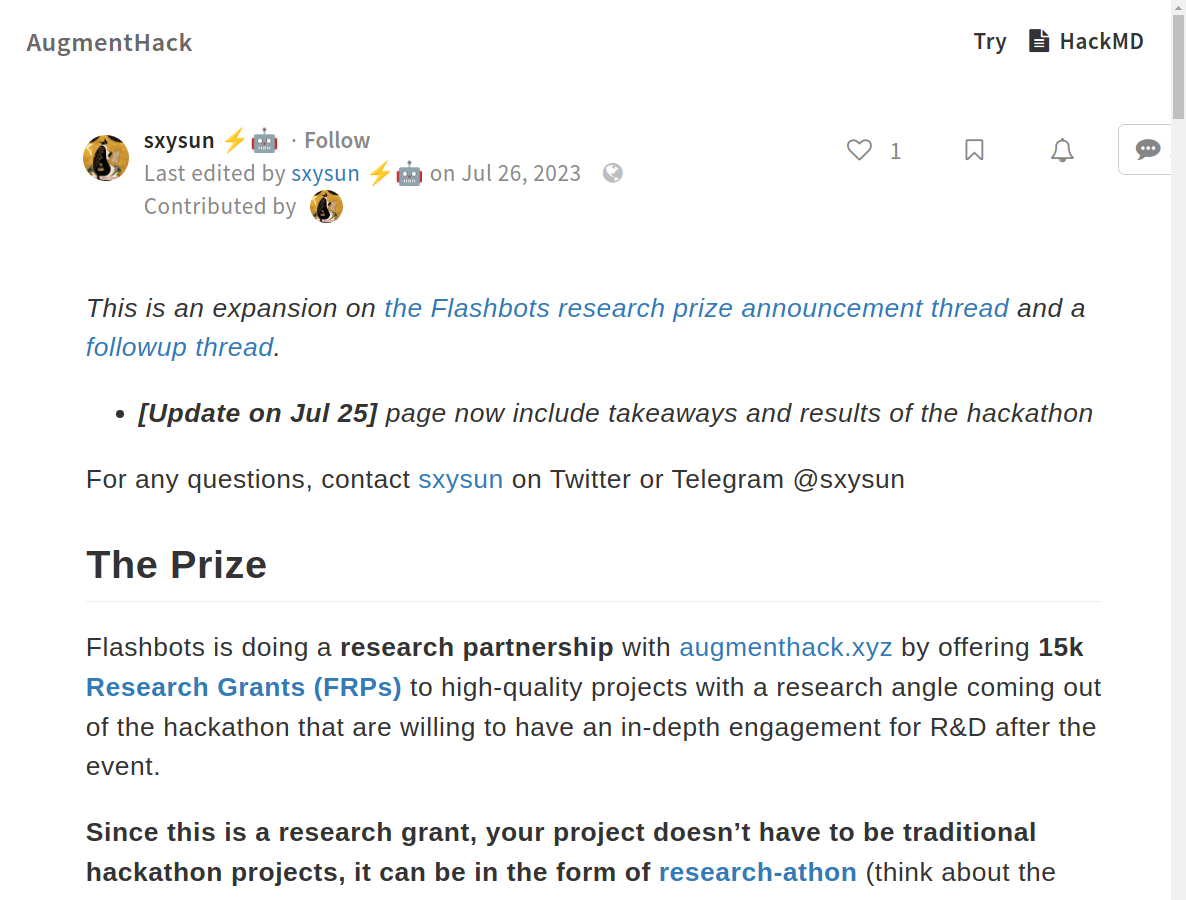 AugmentHack
Try HackMD
sxysun ⚡🤖 · Follow
Last edited by sxysun ⚡🤖 on Jul 26, 2023
Contributed by
1
This is an expansion on the Flashbots research prize announcement thread and a
followup thread.
• [Update on Jul 25] page now include takeaways and results of the hackathon
For any questions, contact sxysun on Twitter or Telegram @sxysun
The Prize
Flashbots is doing a research partnership with augmenthack.xyz by offering 15k
Research Grants (FRPs) to high-quality projects with a research angle coming out
of the hackathon that are willing to have an in-depth engagement for R&D after the
event.
Since this is a research grant, your project doesn’t have to be traditional
hackathon projects, it can be in the form of research-athon (think about the